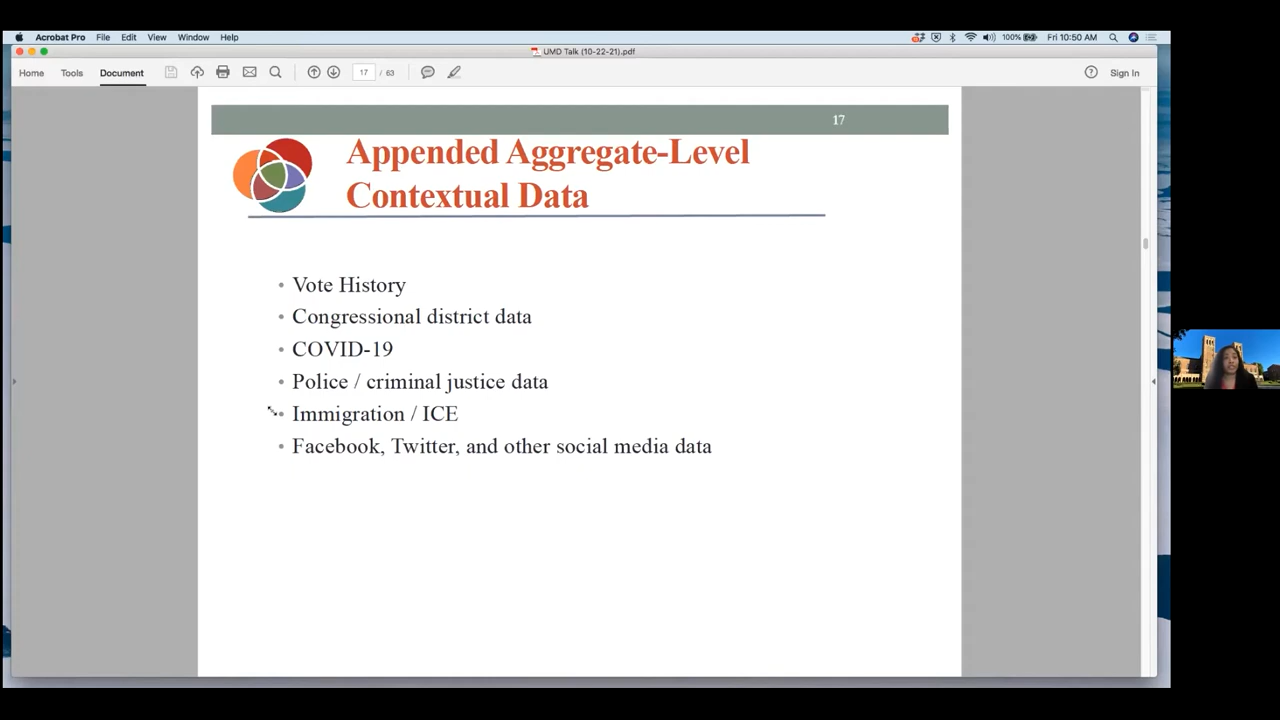 Acrobat Pro File Edit View Window Help 100% Fri 10:50 AM
UMD Talk (10-22-21).pdf
Home Tools Document 17 / 63 Sign In
17
Appended Aggregate-Level
Contextual Data
• Vote History
• Congressional district data
• COVID-19
• Police / criminal justice data
• Immigration / ICE
• Facebook, Twitter, and other social media data